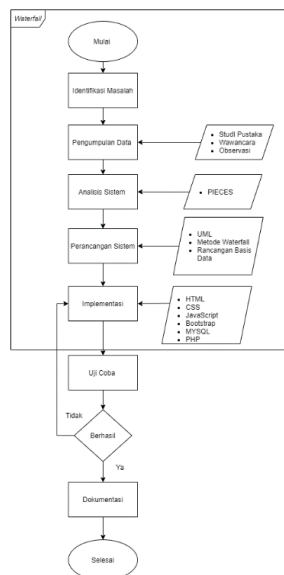 Waterfall
Mulai
Identifikasi Masalah
Pengumpulan Data
Studi Pustaka
Wawancara
Observasi
Analisis Sistem
PIECES
Perancangan Sistem
UML
Metode Waterfall
Rancangan Basis
Data
Implementasi
HTML
CSS
JavaScript
Bootstrap
MYSQL
PHP
Uji Coba
Tidak
Berhasil
Ya
Dokumentasi
Selesai